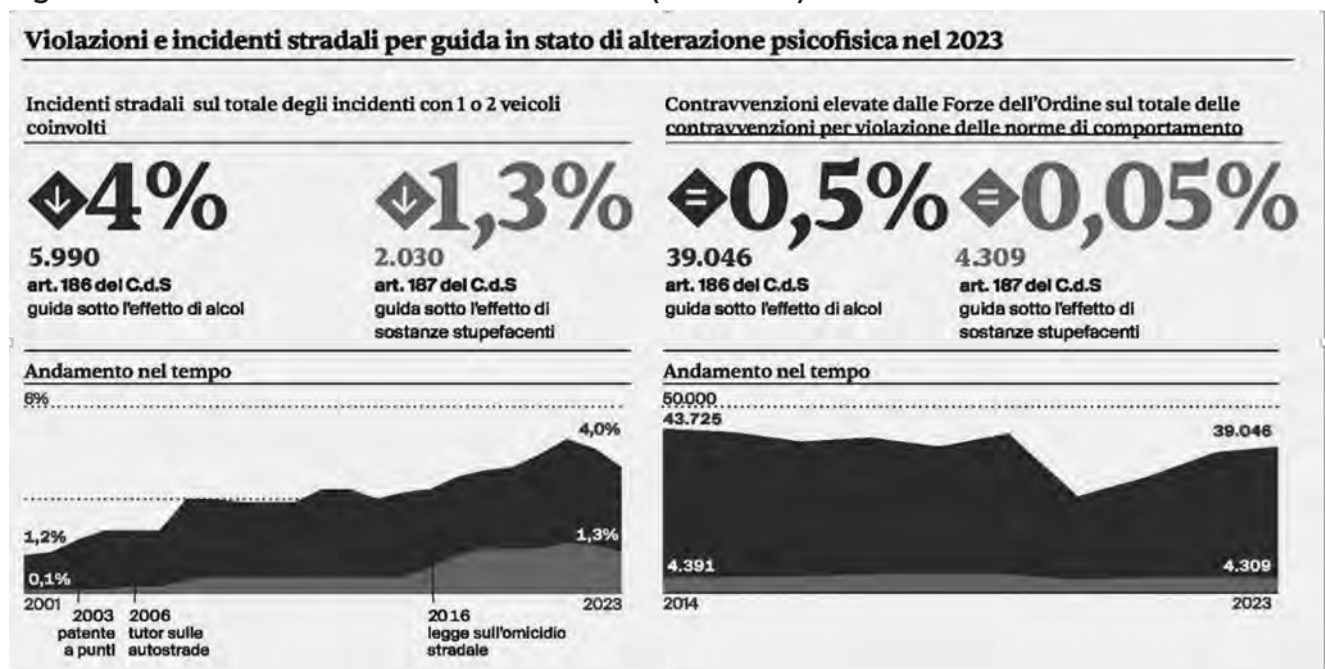 Violazioni e incidenti stradali per guida in stato di alterazione psicofisica nel 2023
Incidenti stradali sul totale degli incidenti con 1 o 2 veicoli
coinvolti
4%
5.990
art. 186 del C.d.S
guida sotto l'effetto di alcol
1,3%
2.030
art. 187 del C.d.S
guida sotto l'effetto di
sostanze stupefacenti
Contravvenzioni elevate dalle Forze dell'Ordine sul totale delle
contravvenzioni per violazione delle norme di comportamento
=0,5%
39.046
art. 186 del C.d.S
guida sotto l'effetto di alcol
=0,05%
4.309
art. 187 del C.d.S
guida sotto l'effetto di
sostanze stupefacenti
Andamento nel tempo
6%
4,0%
1,2%
1,3%
0,1%
2001
2023
2003
patente
a punti
2006
tutor sulle
autostrade
2016
legge sull'omicidio
stradale
Andamento nel tempo
50.000
43.725
39.046
4.391
4.309
2014
2023